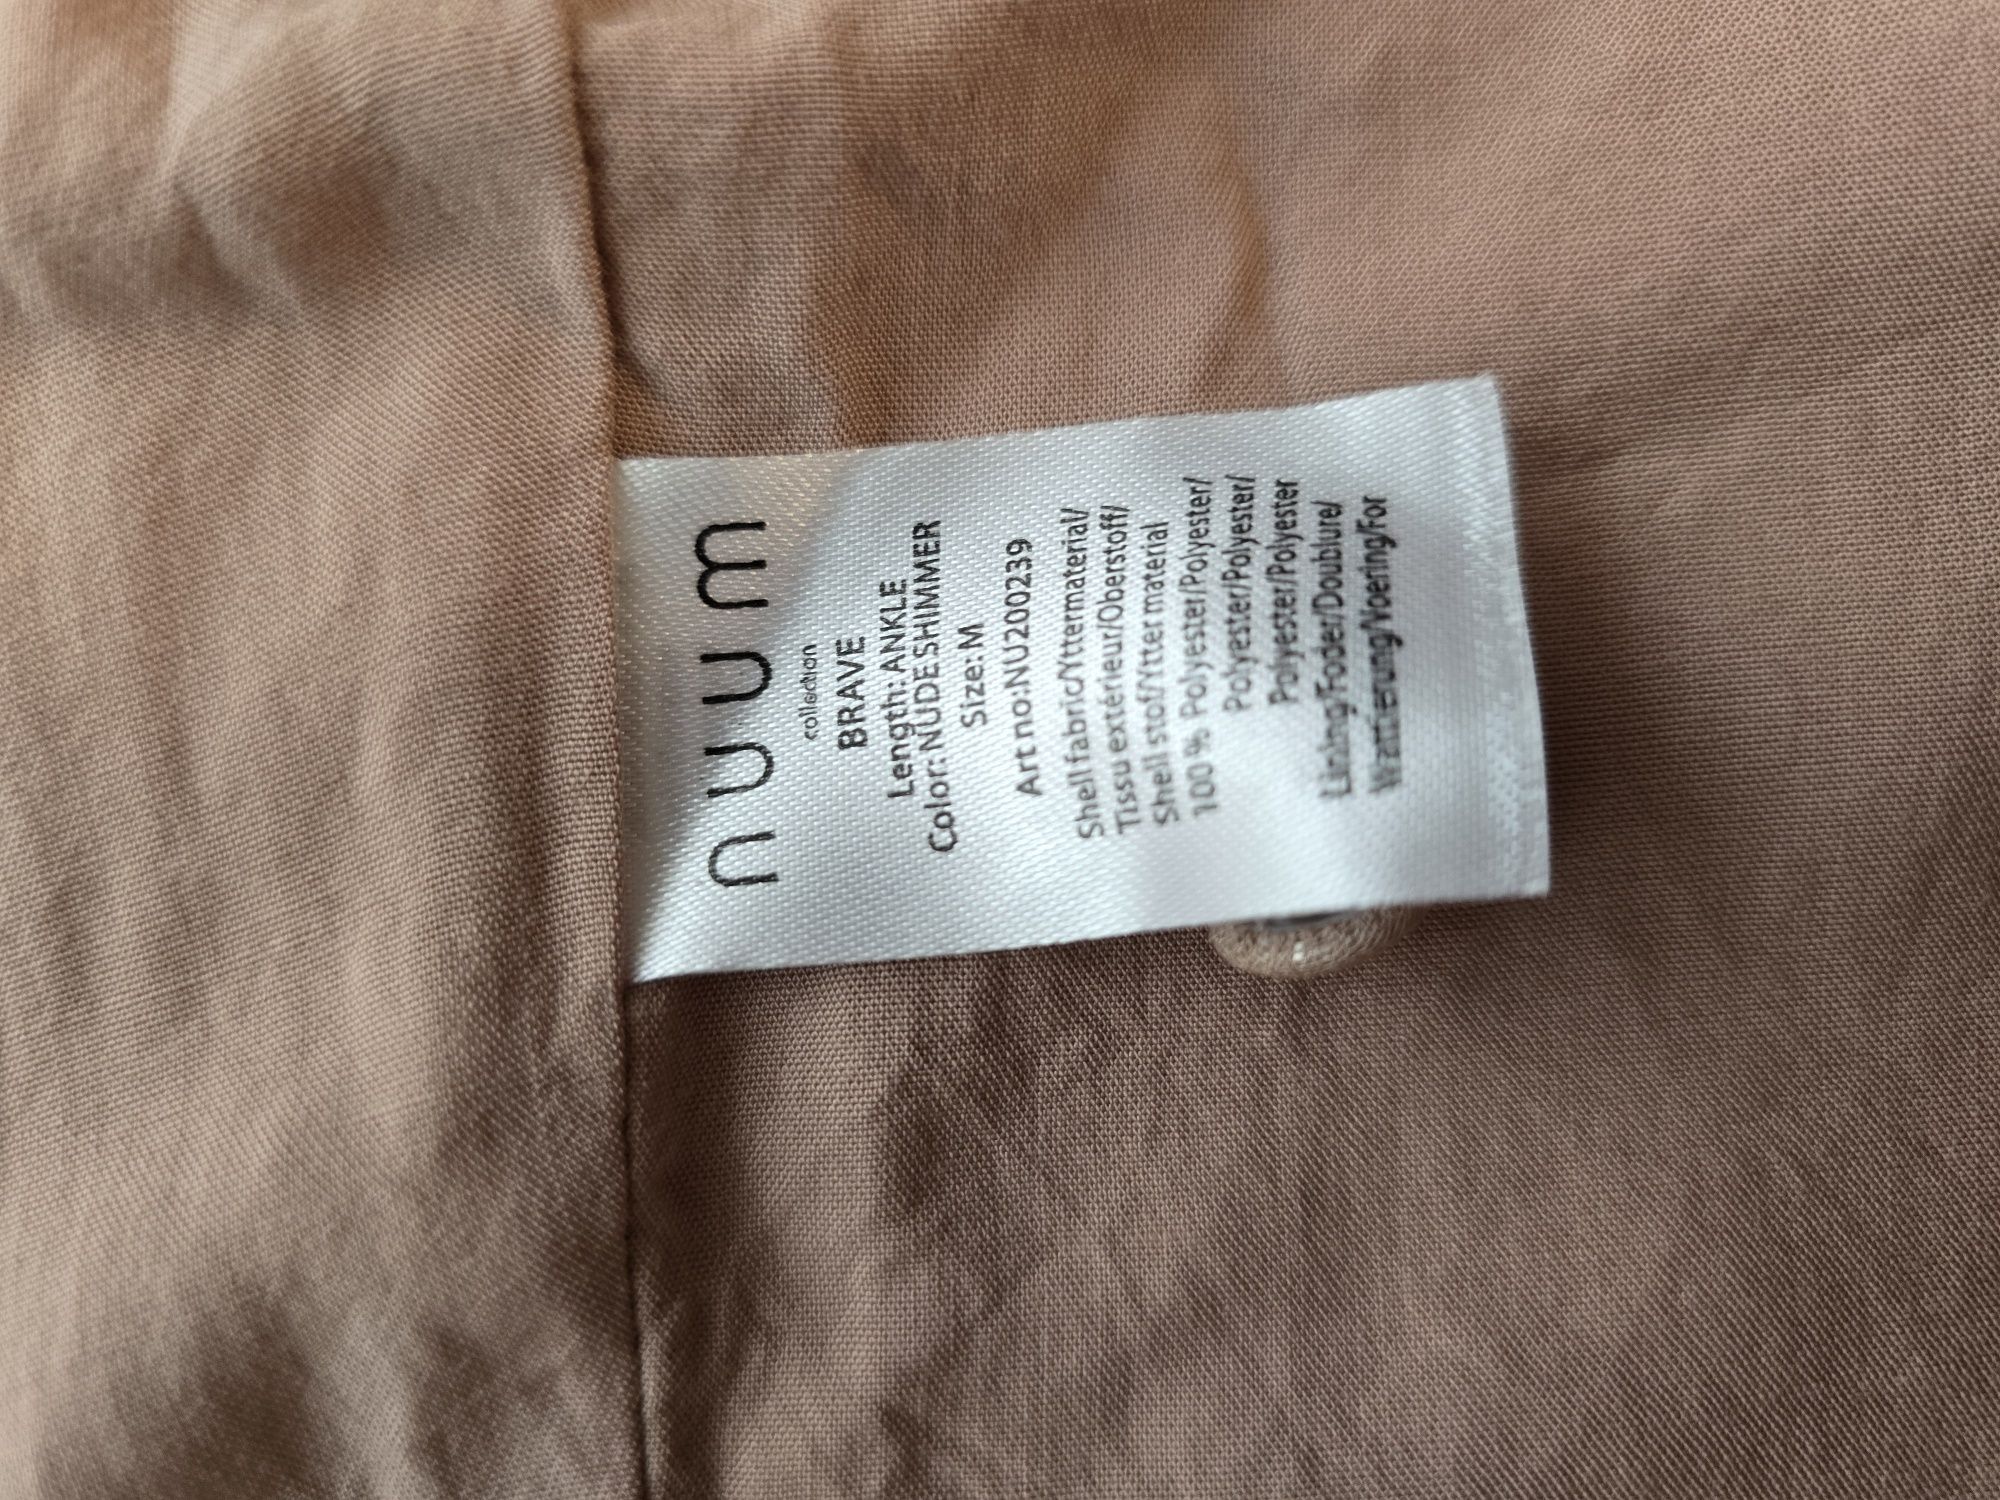 nuum
collection
BRAVE
Length: ANKLE
Color: NUDE SHIMMER
Size: M
Art no: NU200239
Shell fabric/Yttermaterial/
Tissu extérieur/Oberstoff/
Shell stof/Ytter material
100 % Polyester/Polyester/
Polyester/Polyester/
Polyester/Polyester
Lining/Foder/Doublure/
Wattierung/Voering/For